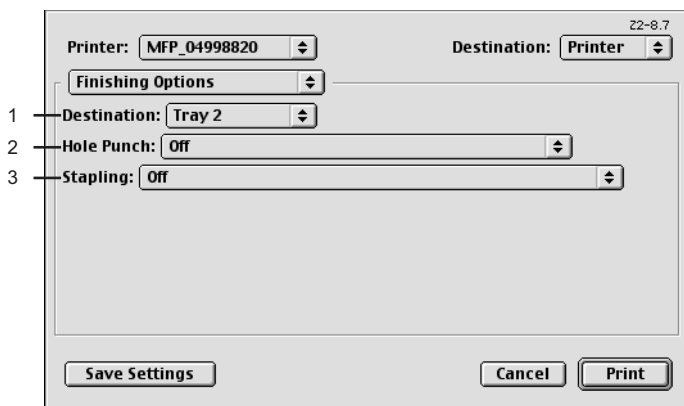 Z2-8.7
Printer: MFP_04998820 Destination: Printer
Finishing Options
1 Destination: Tray 2
2 Hole Punch: Off
3 Stapling: Off
Save Settings Cancel Print